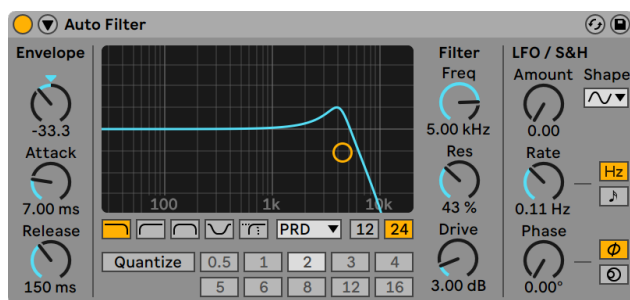 Auto Filter
Envelope
-33.3
Attack
7.00 ms
Release
150 ms
100 1k 10k
PRD 12 24
Quantize 0.5 1 2 3 4
5 6 8 12 16
Filter
Freq
5.00 kHz
Res
43 %
Drive
3.00 dB
LFO / S&H
Amount Shape
0.00
Rate
Hz
0.11 Hz
Phase
0.00°